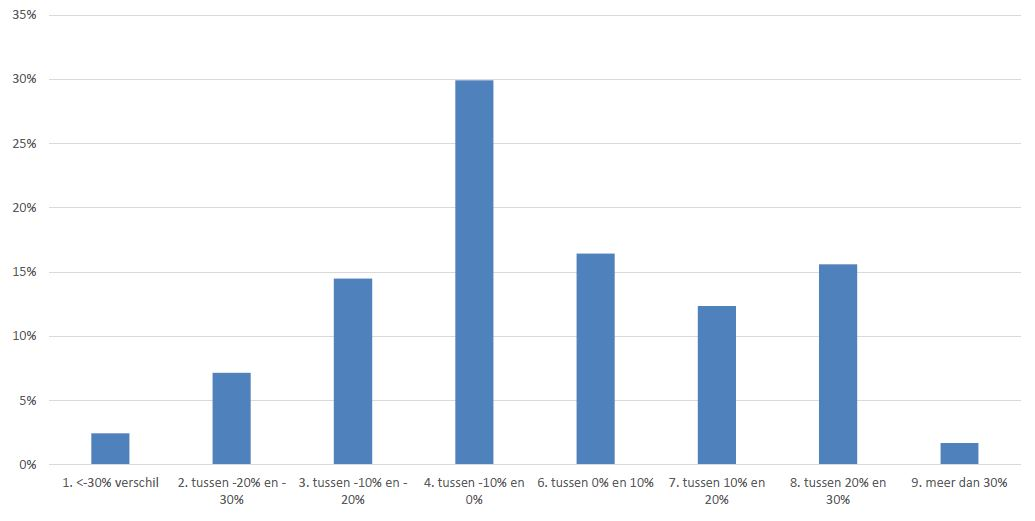 35%
30%
25%
20%
15%
10%
5%
0%
1. <-30% verschil
2. tussen -20% en -
30%
3. tussen -10% en -
20%
4. tussen -10% en
0%
6. tussen 0% en 10%
7. tussen 10% en
20%
8. tussen 20% en
30%
9. meer dan 30%